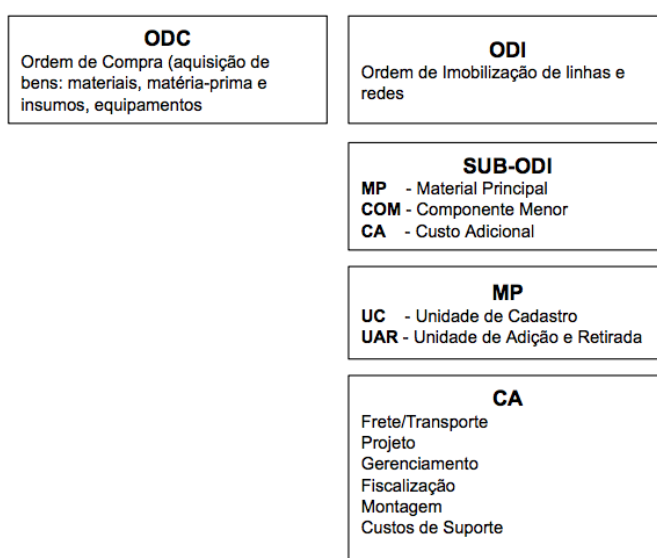 ODC
Ordem de Compra (aquisição de
bens: materiais, matéria-prima e
insumos, equipamentos
ODI
Ordem de Imobilização de linhas e
redes
SUB-ODI
MP - Material Principal
COM - Componente Menor
CA - Custo Adicional
MP
UC - Unidade de Cadastro
UAR - Unidade de Adição e Retirada
CA
Frete/Transporte
Projeto
Gerenciamento
Fiscalização
Montagem
Custos de Suporte